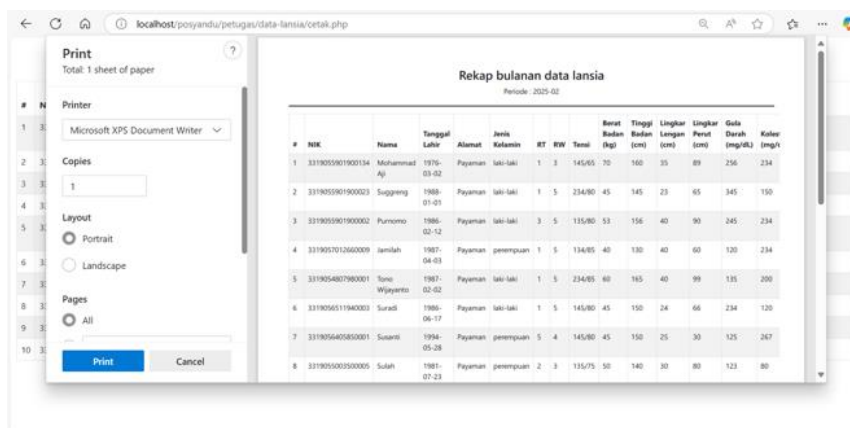 localhost/posyandu/petugas/data-lansia/cetak.php
Print
?
Total: 1 sheet of paper
Printer
Microsoft XPS Document Writer
Copies
1
Layout
Portrait
Landscape
Pages
All
Print Cancel
# N
1
2
3
4
5
6
7
8
9
10
Rekap bulanan data lansia
Periode : 2025-02
# NIK Nama Tanggal Lahir Alamat Jenis Kelamin RT RW Tensi Berat Badan (kg) Tinggi Badan (cm) Lingkar Lengan (cm) Lingkar Perut (cm) Gula Darah (mg/dL)
1 3319055901900134 Mohammad Aji 1976-03-02 Payaman laki-laki 1 3 145/65 70 160 35 89 256 234
2 3319055901900023 Suggreng 1988-01-01 Payaman laki-laki 1 5 234/80 45 145 23 65 345 150
3 3319055901900002 Purnomo 1986-02-12 Payaman laki-laki 3 5 135/80 53 156 40 90 245 234
4 3319057012660009 Jamilah 1987-04-03 Payaman perempuan 1 5 134/85 40 130 40 60 120 234
5 3319054807980001 Tono Wijayanto 1987-02-02 Payaman laki-laki 1 5 234/85 60 165 40 99 135 200
6 3319056511940003 Suradi 1986-06-17 Payaman laki-laki 1 5 145/80 45 150 24 66 234 120
7 3319056405850001 Susanti 1994-05-28 Payaman perempuan 5 4 145/80 45 150 25 30 125 267
8 3319055003500005 Sulah 1981-07-23 Payaman perempuan 2 3 135/75 50 140 30 80 123 80